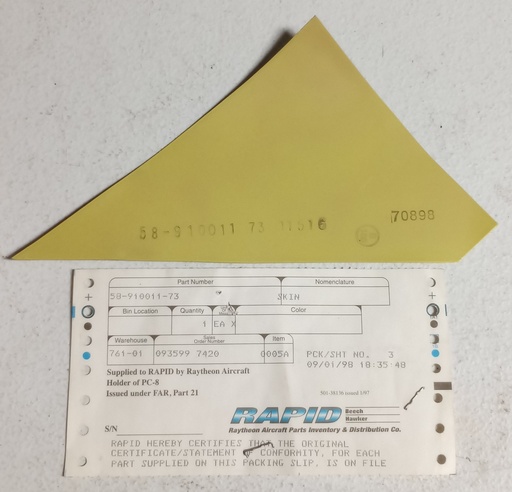 58-910011 73 11516
70898
Part Number Nomenclature
58-910011-73 SKIN
Bin Location Quantity Color
1 EA X
Warehouse Sales Order Number Item
761-01 093599 7420 0005A PCK/SHT NO. 3
09/01/98 18:35:48
Supplied to RAPID by Raytheon Aircraft
Holder of PC-8
Issued under FAR, Part 21
RAPID Beech
Hawker
Raytheon Aircraft Parts Inventory & Distribution Co.
S/N
RAPID HEREBY CERTIFIES THAT THE ORIGINAL
CERTIFICATE/STATEMENT OF CONFORMITY, FOR EACH
PART SUPPLIED ON THIS PACKING SLIP, IS ON FILE